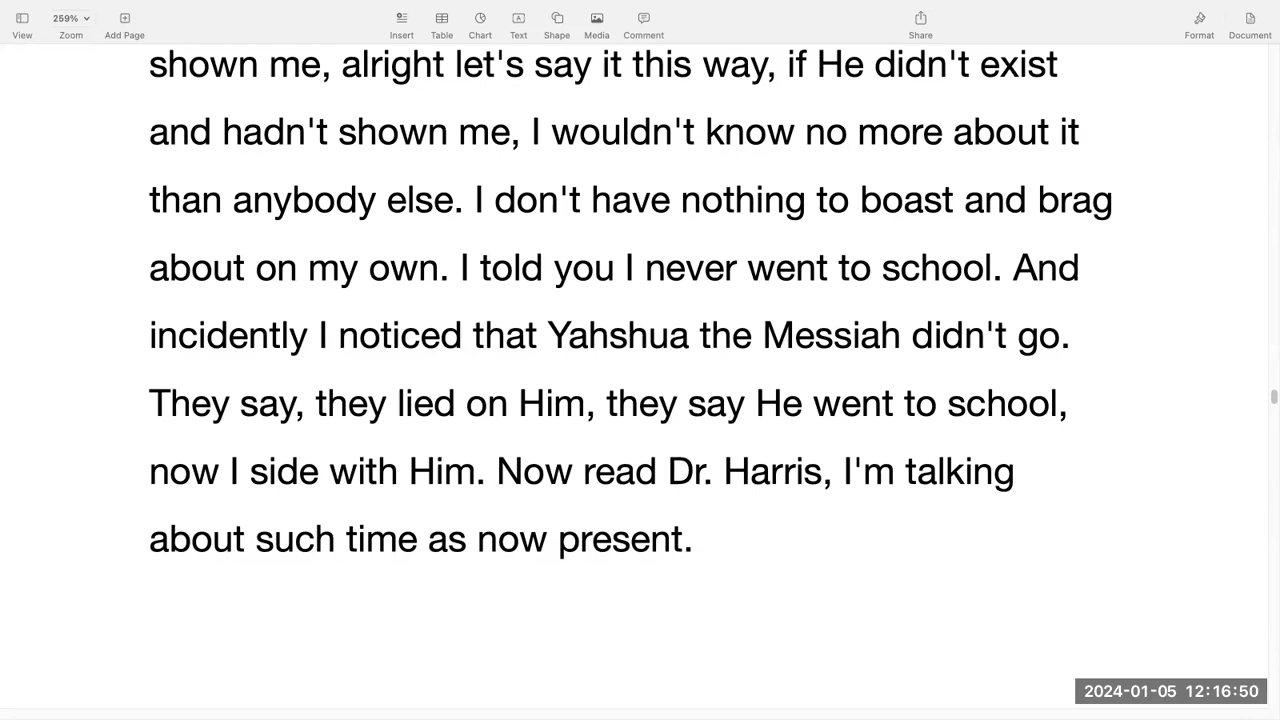 259%
View Zoom Add Page Insert Table Chart Text Shape Media Comment Share Format Document
shown me, alright let's say it this way, if He didn't exist
and hadn't shown me, I wouldn't know no more about it
than anybody else. I don't have nothing to boast and brag
about on my own. I told you I never went to school. And
incidently I noticed that Yahshua the Messiah didn't go.
They say, they lied on Him, they say He went to school,
now I side with Him. Now read Dr. Harris, I'm talking
about such time as now present.
2024-01-05 12:16:50